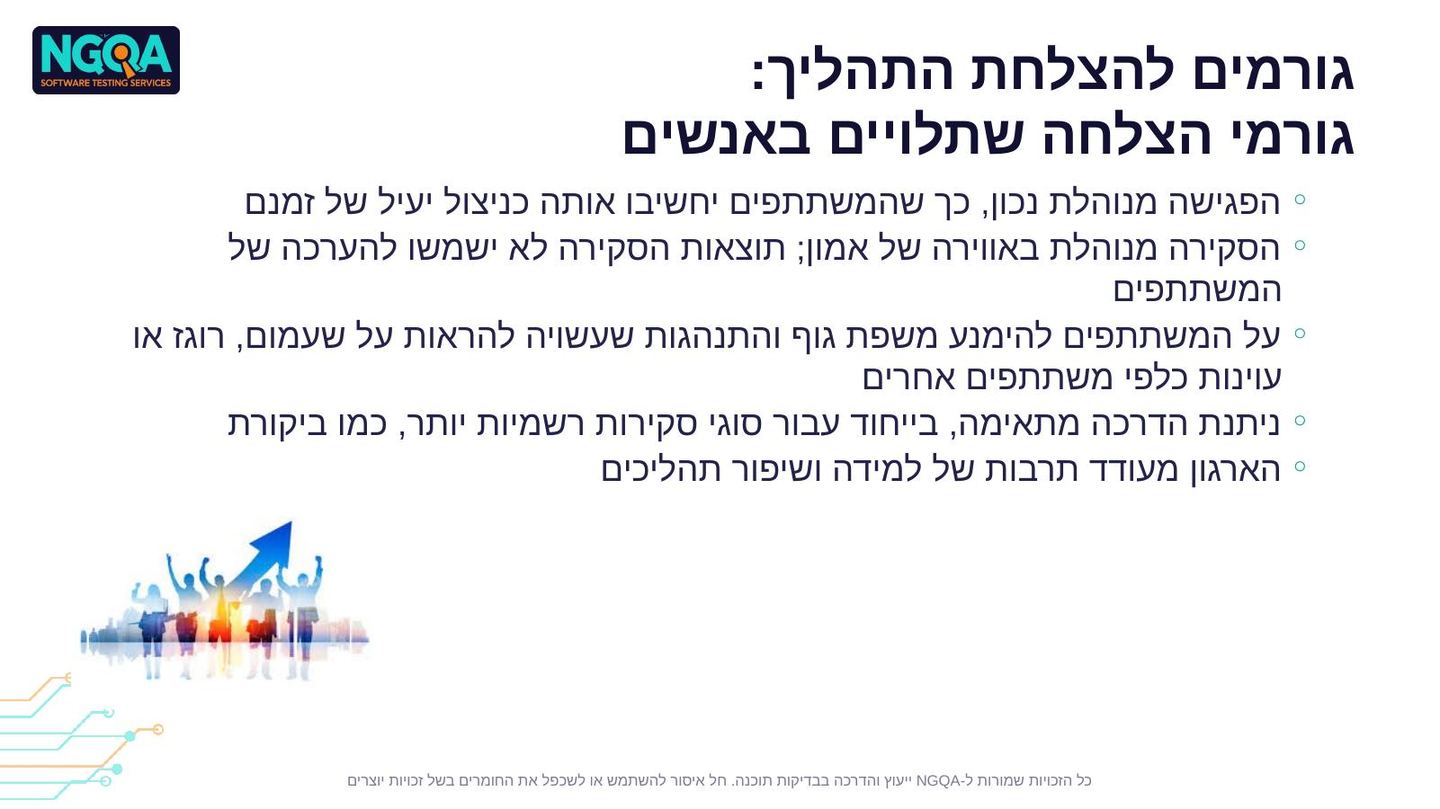 NGQA
SOFTWARE TESTING SERVICES
גורמים להצלחת התהליך:
גורמי הצלחה שתלויים באנשים
○ הפגישה מנוהלת נכון, כך שהמשתתפים יחשיבו אותה כניצול יעיל של זמנם
○ הסקירה מנוהלת באווירה של אמון; תוצאות הסקירה לא ישמשו להערכה של
המשתתפים
○ על המשתתפים להימנע משפת גוף והתנהגות שעשויה להראות על שעמום, רוגז או
עוינות כלפי משתתפים אחרים
○ ניתנת הדרכה מתאימה, בייחוד עבור סוגי סקירות רשמיות יותר, כמו ביקורת
○ הארגון מעודד תרבות של למידה ושיפור תהליכים
כל הזכויות שמורות ל-NGQA ייעוץ והדרכה בבדיקות תוכנה. חל איסור להשתמש או לשכפל את החומרים בשל זכויות יוצרים